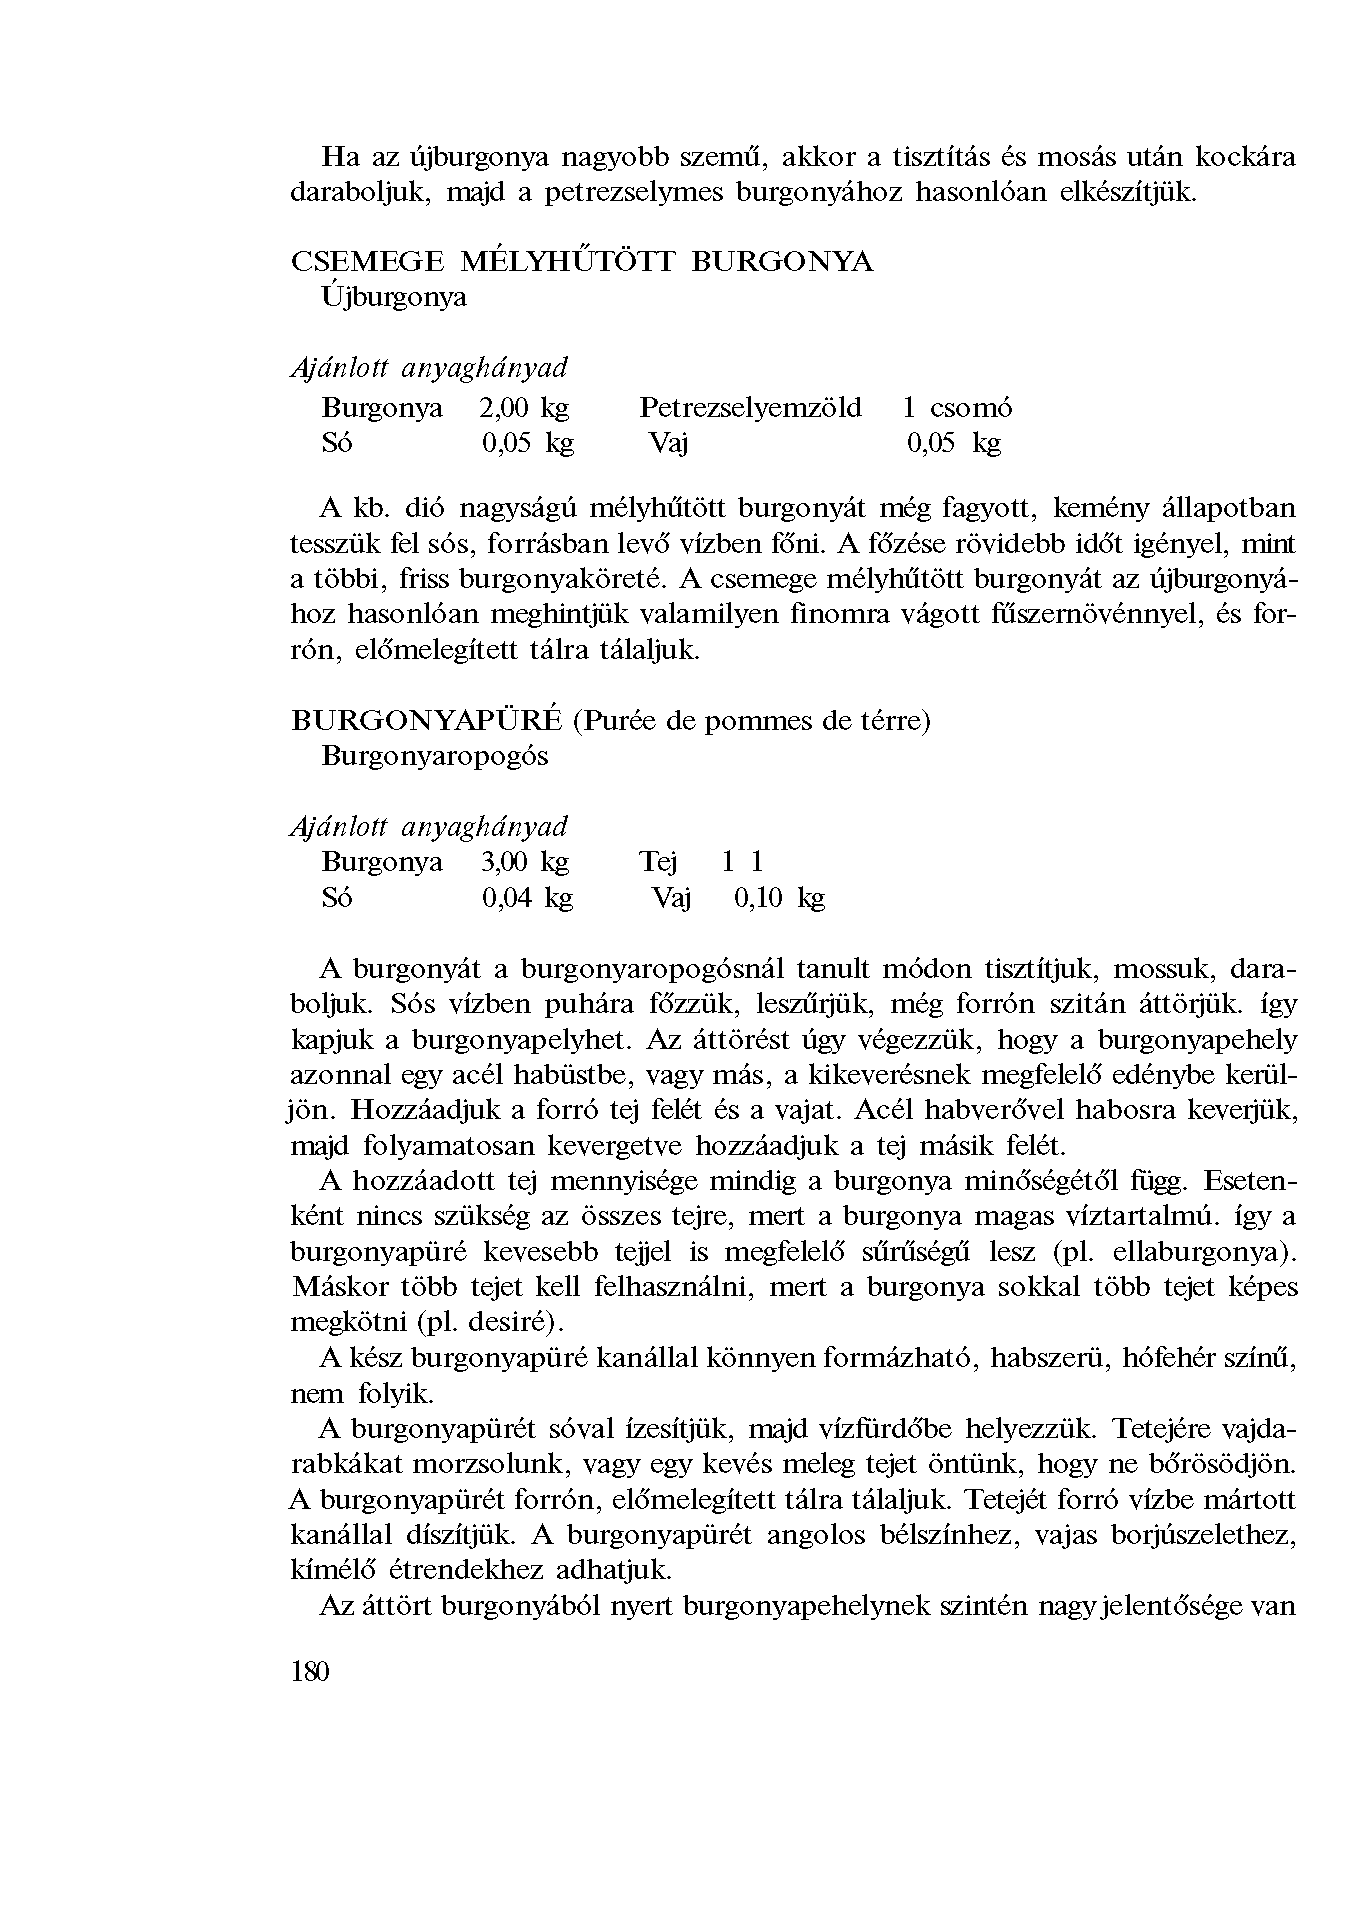 Ha az újburgonya nagyobb szemű, akkor a tisztítás és mosás után kockára
daraboljuk, majd a petrezselymes burgonyához hasonlóan elkészítjük.
CSEMEGE MÉLYHŰTÖTT BURGONYA
Újburgonya
Ajánlott anyaghányad
Burgonya 2,00 kg Petrezselyemzöld 1 csomó
Só 0,05 kg Vaj 0,05 kg
A kb. dió nagyságú mélyhűtött burgonyát még fagyott, kemény állapotban
tesszük fel sós, forrásban levő vízben főni. A főzése rövidebb időt igényel, mint
a többi, friss burgonyaköreté. A csemege mélyhűtött burgonyát az újburgonyá-
hoz hasonlóan meghintjük valamilyen finomra vágott fűszernövénnyel, és for-
rón, előmelegített tálra tálaljuk.
BURGONYAPÜRÉ (Purée de pommes de térre)
Burgonyaropogós
Ajánlott anyaghányad
Burgonya 3,00 kg Tej 1 1
Só 0,04 kg Vaj 0,10 kg
A burgonyát a burgonyaropogósnál tanult módon tisztítjuk, mossuk, dara-
boljuk. Sós vízben puhára főzzük, leszűrjük, még forrón szitán áttörjük. így
kapjuk a burgonyapelyhet. Az áttörést úgy végezzük, hogy a burgonyapehely
azonnal egy acél habüstbe, vagy más, a kikeverésnek megfelelő edénybe kerül-
jön. Hozzáadjuk a forró tej felét és a vajat. Acél habverővel habosra keverjük,
majd folyamatosan kevergetve hozzáadjuk a tej másik felét.
A hozzáadott tej mennyisége mindig a burgonya minőségétől függ. Eseten-
ként nincs szükség az összes tejre, mert a burgonya magas víztartalmú. így a
burgonyapüré kevesebb tejjel is megfelelő sűrűségű lesz (pl. ellaburgonya).
Máskor több tejet kell felhasználni, mert a burgonya sokkal több tejet képes
megkötni (pl. desiré).
A kész burgonyapüré kanállal könnyen formázható, habszerü, hófehér színű,
nem folyik.
A burgonyapürét sóval ízesítjük, majd vízfürdőbe helyezzük. Tetejére vajda-
rabkákat morzsolunk, vagy egy kevés meleg tejet öntünk, hogy ne bőrösödjön.
A burgonyapürét forrón, előmelegített tálra tálaljuk. Tetejét forró vízbe mártott
kanállal díszítjük. A burgonyapürét angolos bélszínhez, vajas borjúszelethez,
kímélő étrendekhez adhatjuk.
Az áttört burgonyából nyert burgonyapehelynek szintén nagy jelentősége van
180